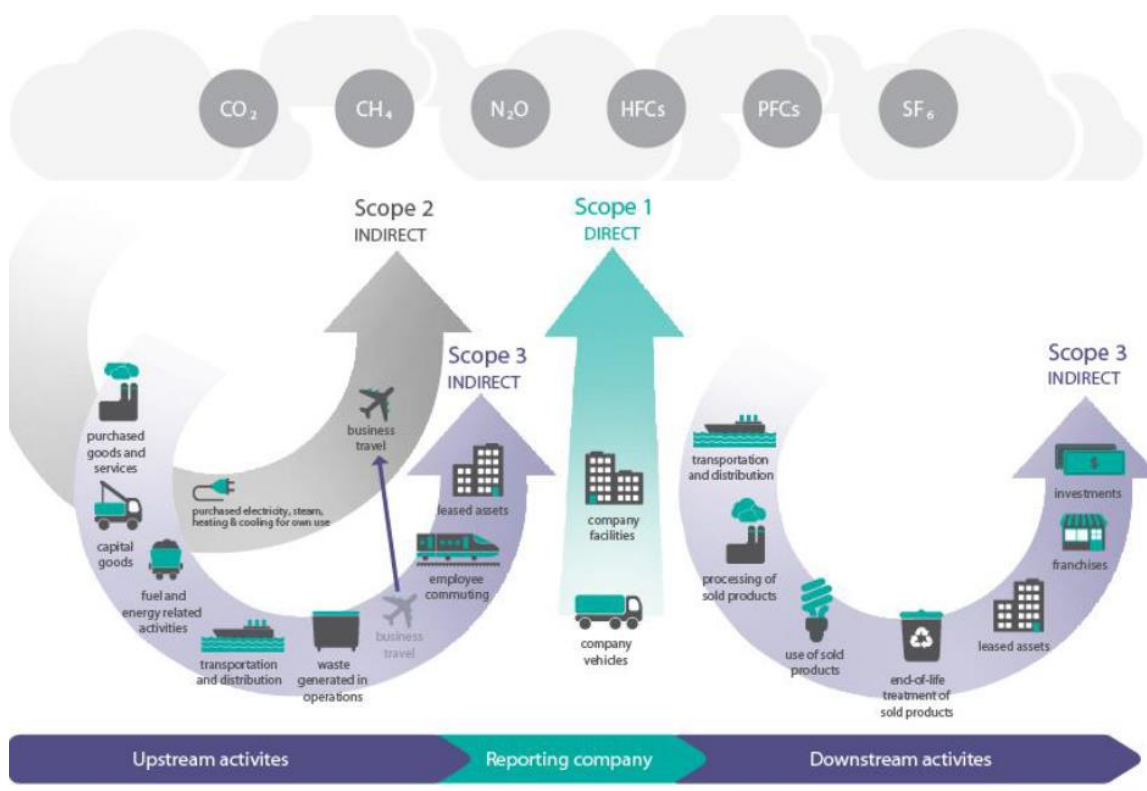 CO₂
CH₄
N₂O
HFCs
PFCs
SF₆
Scope 2
INDIRECT
Scope 1
DIRECT
Scope 3
INDIRECT
Scope 3
INDIRECT
purchased
goods and
services
capital
goods
fuel and
energy related
activities
purchased electricity, steam,
heating & cooling for own use
business
travel
transportation
and distribution
waste
generated in
operations
business
travel
employee
commuting
leased assets
company
facilities
company
vehicles
transportation
and distribution
processing of
sold products
use of sold
products
end-of-life
treatment of
sold products
leased assets
franchises
investments
$
Upstream activites
Reporting company
Downstream activites